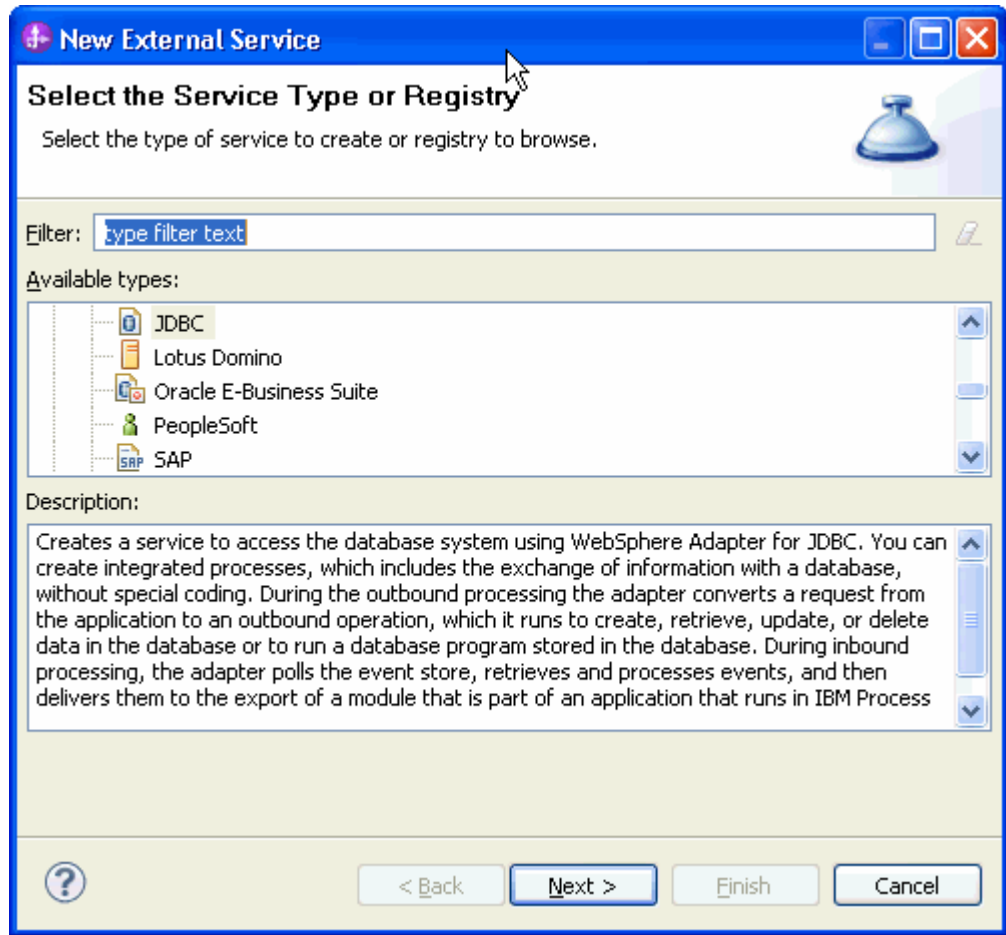 New External Service
Select the Service Type or Registry
Select the type of service to create or registry to browse.
Filter: type filter text
Available types:
JDBC
Lotus Domino
Oracle E-Business Suite
PeopleSoft
SAP SAP
Description:
Creates a service to access the database system using WebSphere Adapter for JDBC. You can
create integrated processes, which includes the exchange of information with a database,
without special coding. During the outbound processing the adapter converts a request from
the application to an outbound operation, which it runs to create, retrieve, update, or delete
data in the database or to run a database program stored in the database. During inbound
processing, the adapter polls the event store, retrieves and processes events, and then
delivers them to the export of a module that is part of an application that runs in IBM Process
? < Back Next > Finish Cancel